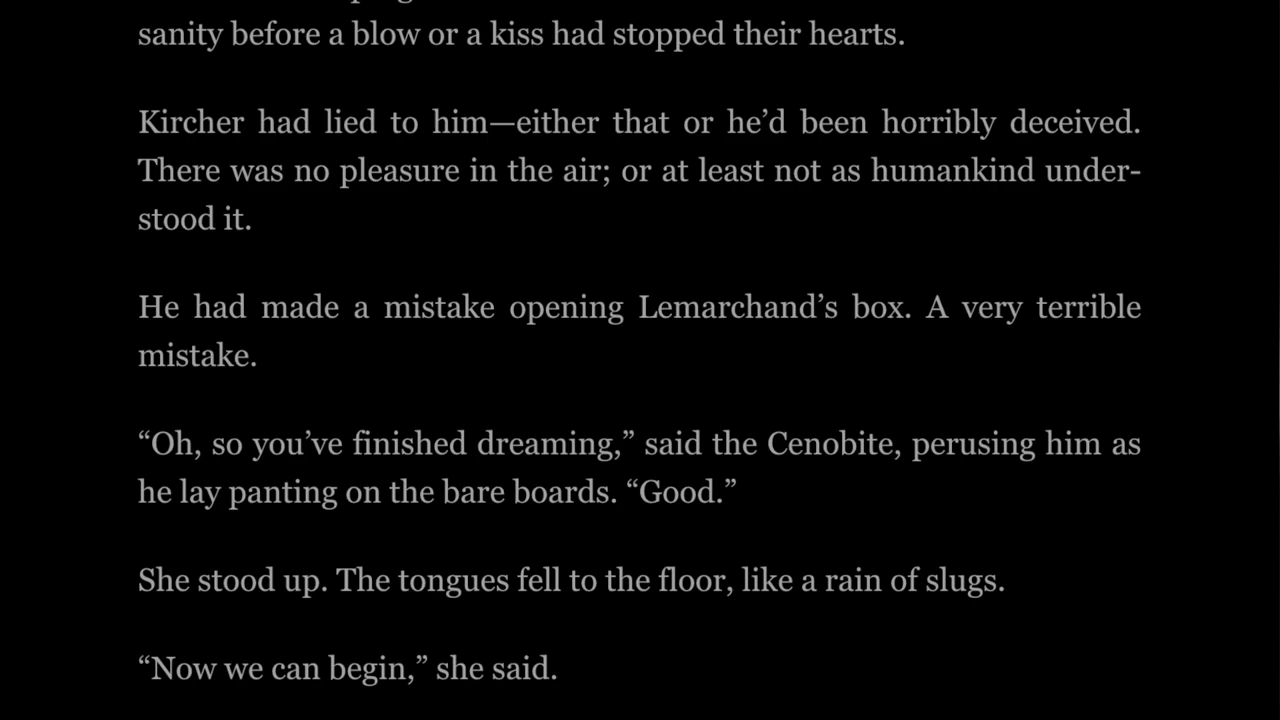 sanity before a blow or a kiss had stopped their hearts.
Kircher had lied to him—either that or he’d been horribly deceived.
There was no pleasure in the air; or at least not as humankind under-
stood it.
He had made a mistake opening Lemarchand’s box. A very terrible
mistake.
“Oh, so you’ve finished dreaming,” said the Cenobite, perusing him as
he lay panting on the bare boards. “Good.”
She stood up. The tongues fell to the floor, like a rain of slugs.
“Now we can begin,” she said.